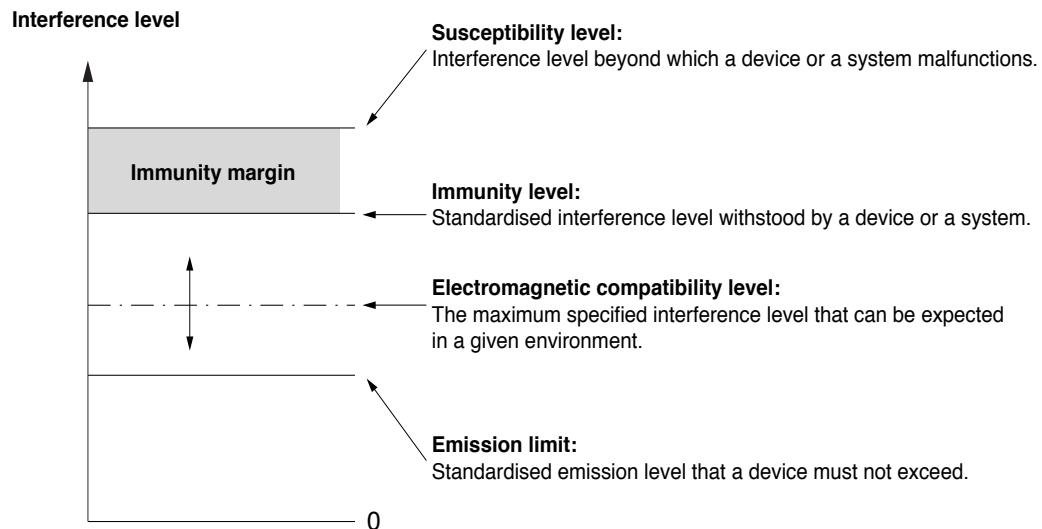 Interference level
Susceptibility level:
Interference level beyond which a device or a system malfunctions.
Immunity margin
Immunity level:
Standardised interference level withstood by a device or a system.
Electromagnetic compatibility level:
The maximum specified interference level that can be expected
in a given environment.
Emission limit:
Standardised emission level that a device must not exceed.
0